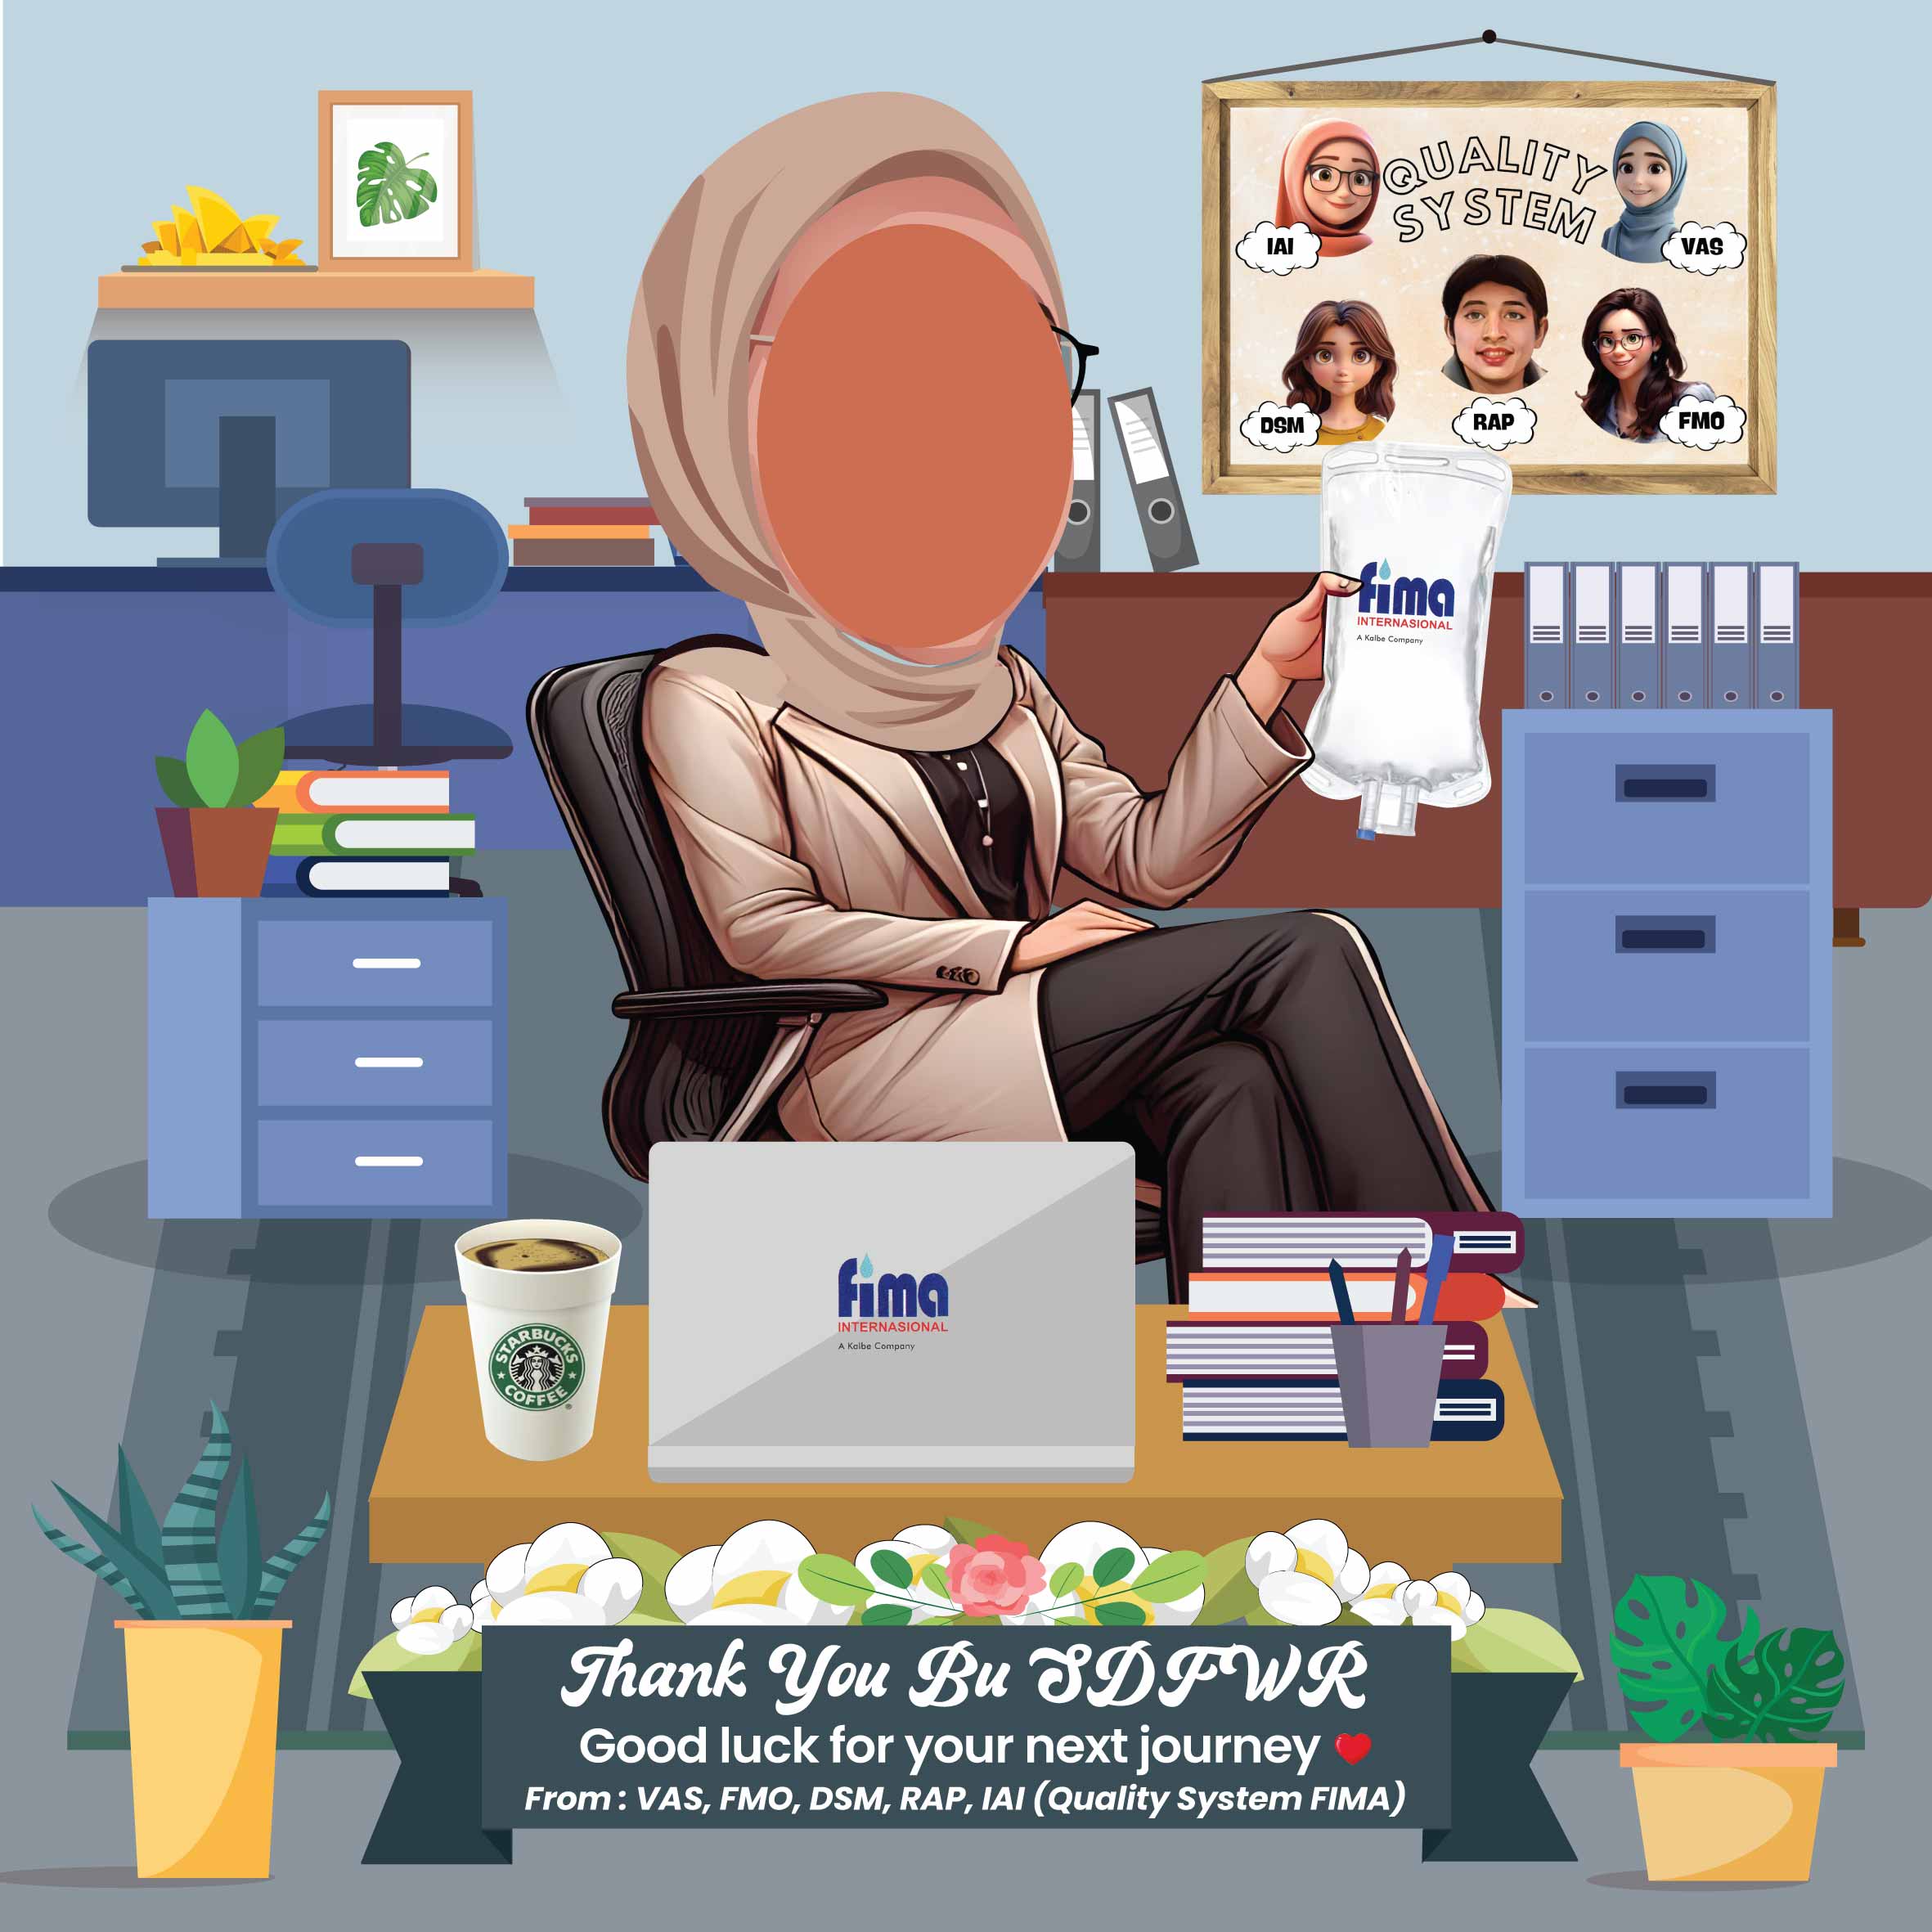 QUALITY
SYSTEM
IAI
VAS
DSM
RAP
FMO
fima
INTERNASIONAL
A Kalbe Company
fima
INTERNASIONAL
A Kalbe Company
STARBUCKS
COFFEE
Thank You Bu SDFWR
Good luck for your next journey ❤️
From : VAS, FMO, DSM, RAP, IAI (Quality System FIMA)